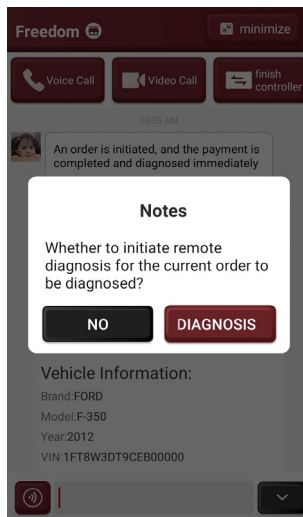 Freedom
minimize
Voice Call
Video Call
finish
controller
10:25 AM
An order is initiated, and the payment is
completed and diagnosed immediately
Notes
Whether to initiate remote
diagnosis for the current order to
be diagnosed?
NO
DIAGNOSIS
Vehicle Information:
Brand:FORD
Model:F-350
Year:2012
VIN:1FT8W3DT9CEB00000